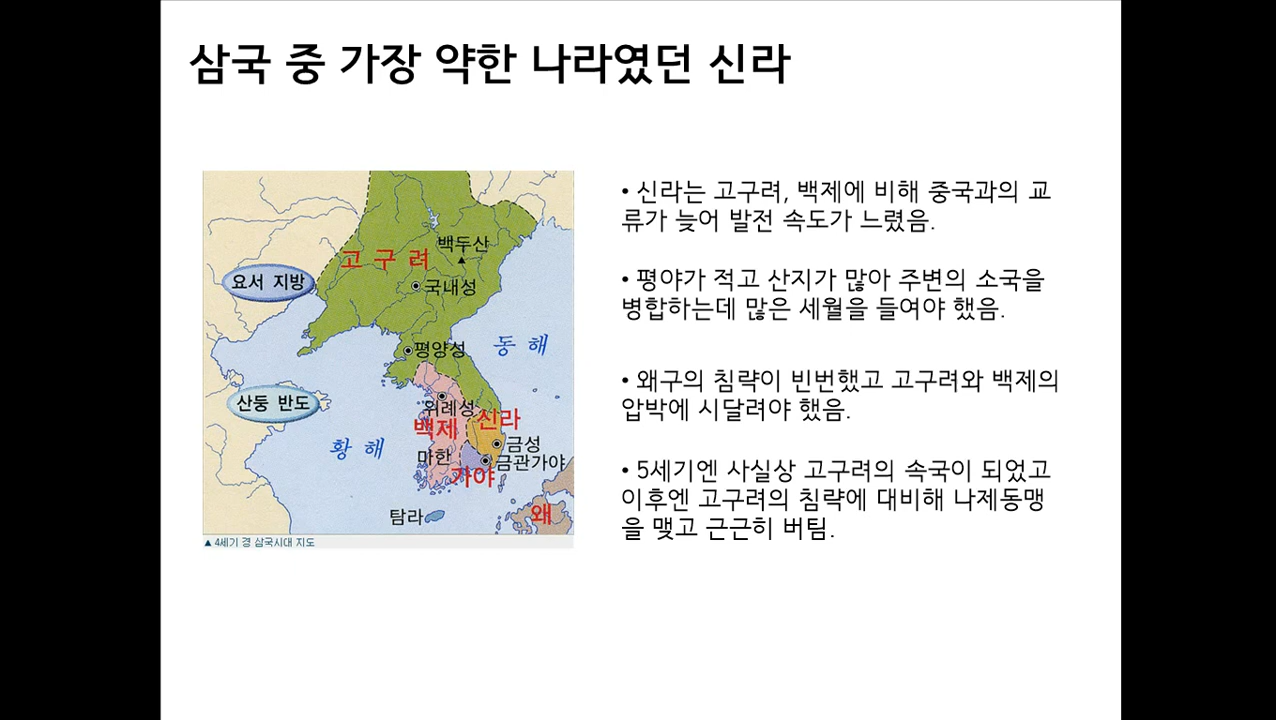 삼국 중 가장 약한 나라였던 신라
고 구 려
백두산
요서 지방
국내성
동 해
평양성
산둥 반도
위례성
신라
백제
황 해
금성
마한
금관가야
가야
탐라
왜
▲ 4세기 경 삼국시대 지도
• 신라는 고구려, 백제에 비해 중국과의 교
류가 늦어 발전 속도가 느렸음.
• 평야가 적고 산지가 많아 주변의 소국을
병합하는데 많은 세월을 들여야 했음.
• 왜구의 침략이 빈번했고 고구려와 백제의
압박에 시달려야 했음.
• 5세기엔 사실상 고구려의 속국이 되었고
이후엔 고구려의 침략에 대비해 나제동맹
을 맺고 근근히 버팀.